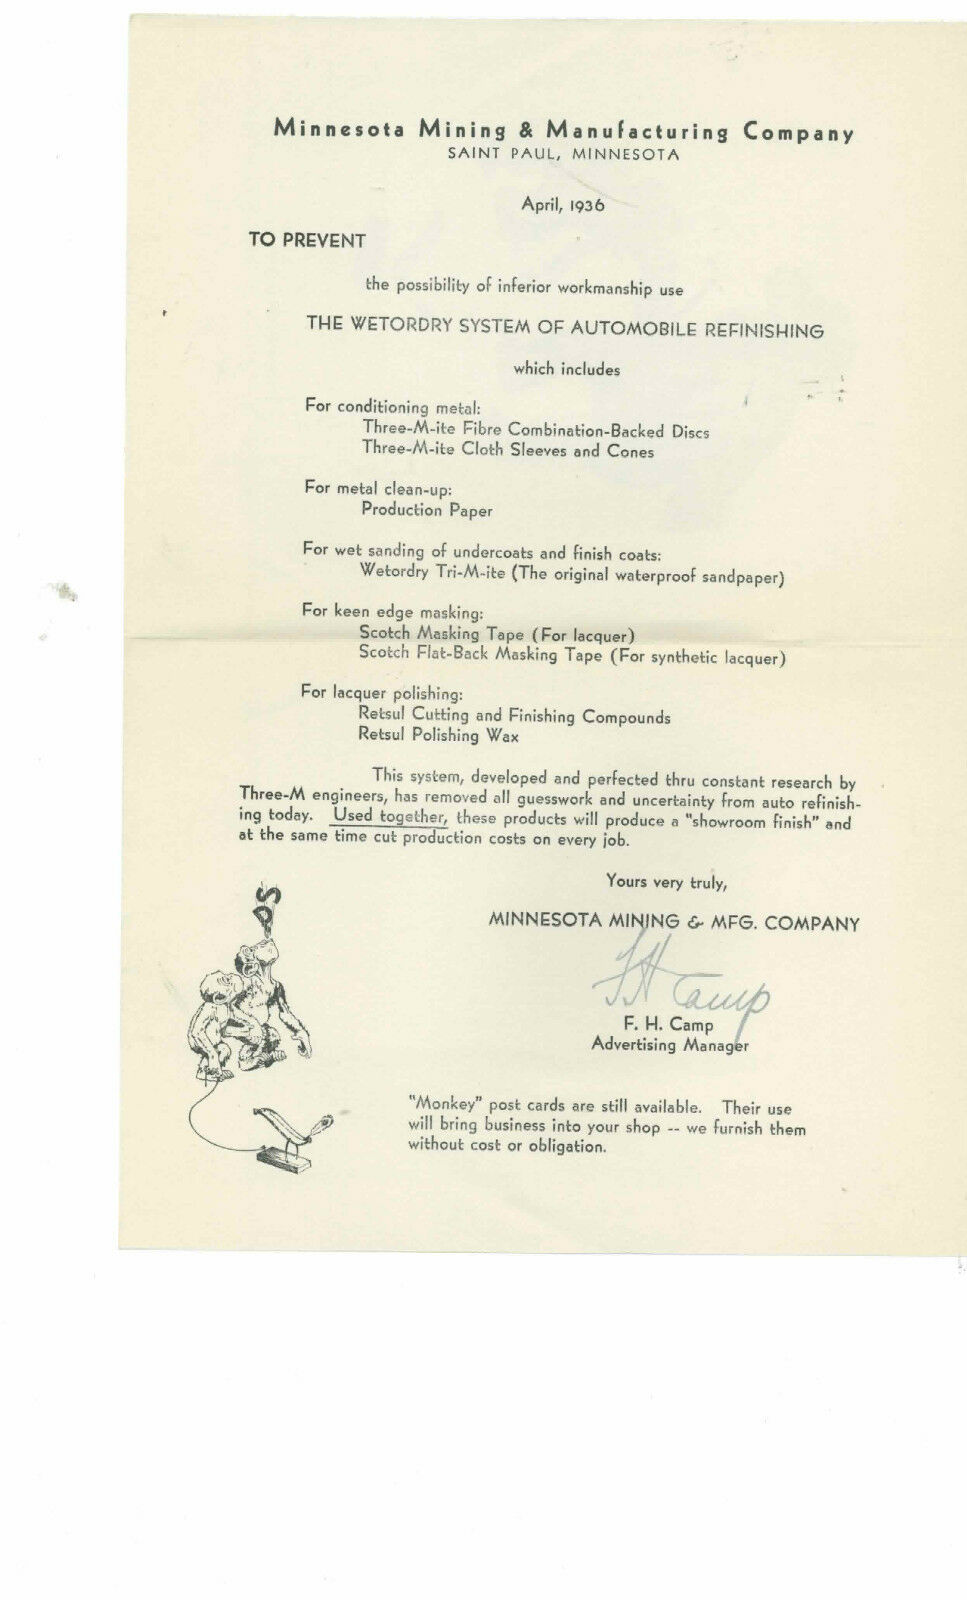 Minnesota Mining & Manufacturing Company
SAINT PAUL, MINNESOTA
April, 1936
TO PREVENT
the possibility of inferior workmanship use
THE WETORDRY SYSTEM OF AUTOMOBILE REFINISHING
which includes
For conditioning metal:
Three-M-ite Fibre Combination-Backed Discs
Three-M-ite Cloth Sleeves and Cones
For metal clean-up:
Production Paper
For wet sanding of undercoats and finish coats:
Wetordry Tri-M-ite (The original waterproof sandpaper)
For keen edge masking:
Scotch Masking Tape (For lacquer)
Scotch Flat-Back Masking Tape (For synthetic lacquer)
For lacquer polishing:
Retsul Cutting and Finishing Compounds
Retsul Polishing Wax
This system, developed and perfected thru constant research by
Three-M engineers, has removed all guesswork and uncertainty from auto refinish-
ing today. Used together, these products will produce a "showroom finish" and
at the same time cut production costs on every job.
Yours very truly,
MINNESOTA MINING & MFG. COMPANY
F H Camp
F. H. Camp
Advertising Manager
PS
"Monkey" post cards are still available. Their use
will bring business into your shop -- we furnish them
without cost or obligation.